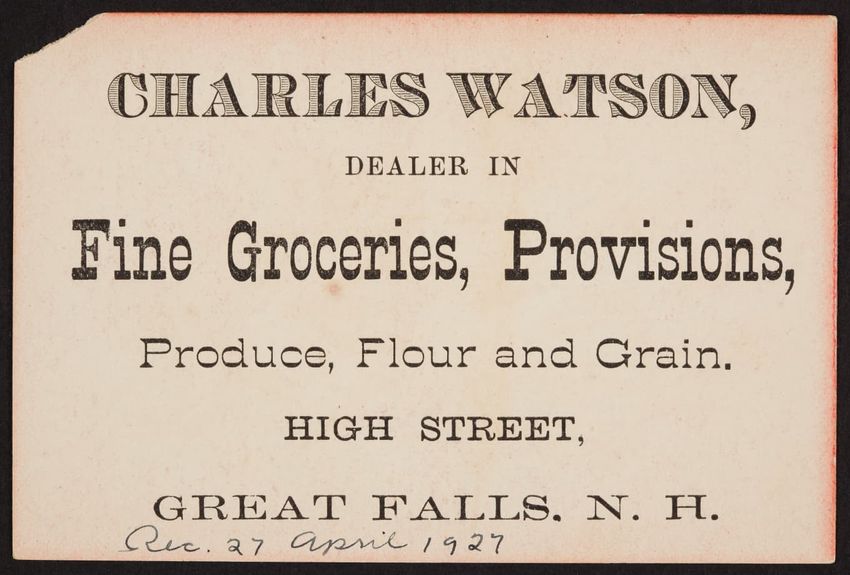 CHARLES WATSON,
DEALER IN
Fine Groceries, Provisions,
Produce, Flour and Grain.
HIGH STREET,
GREAT FALLS. N. H.
Rec. 27 April 1927